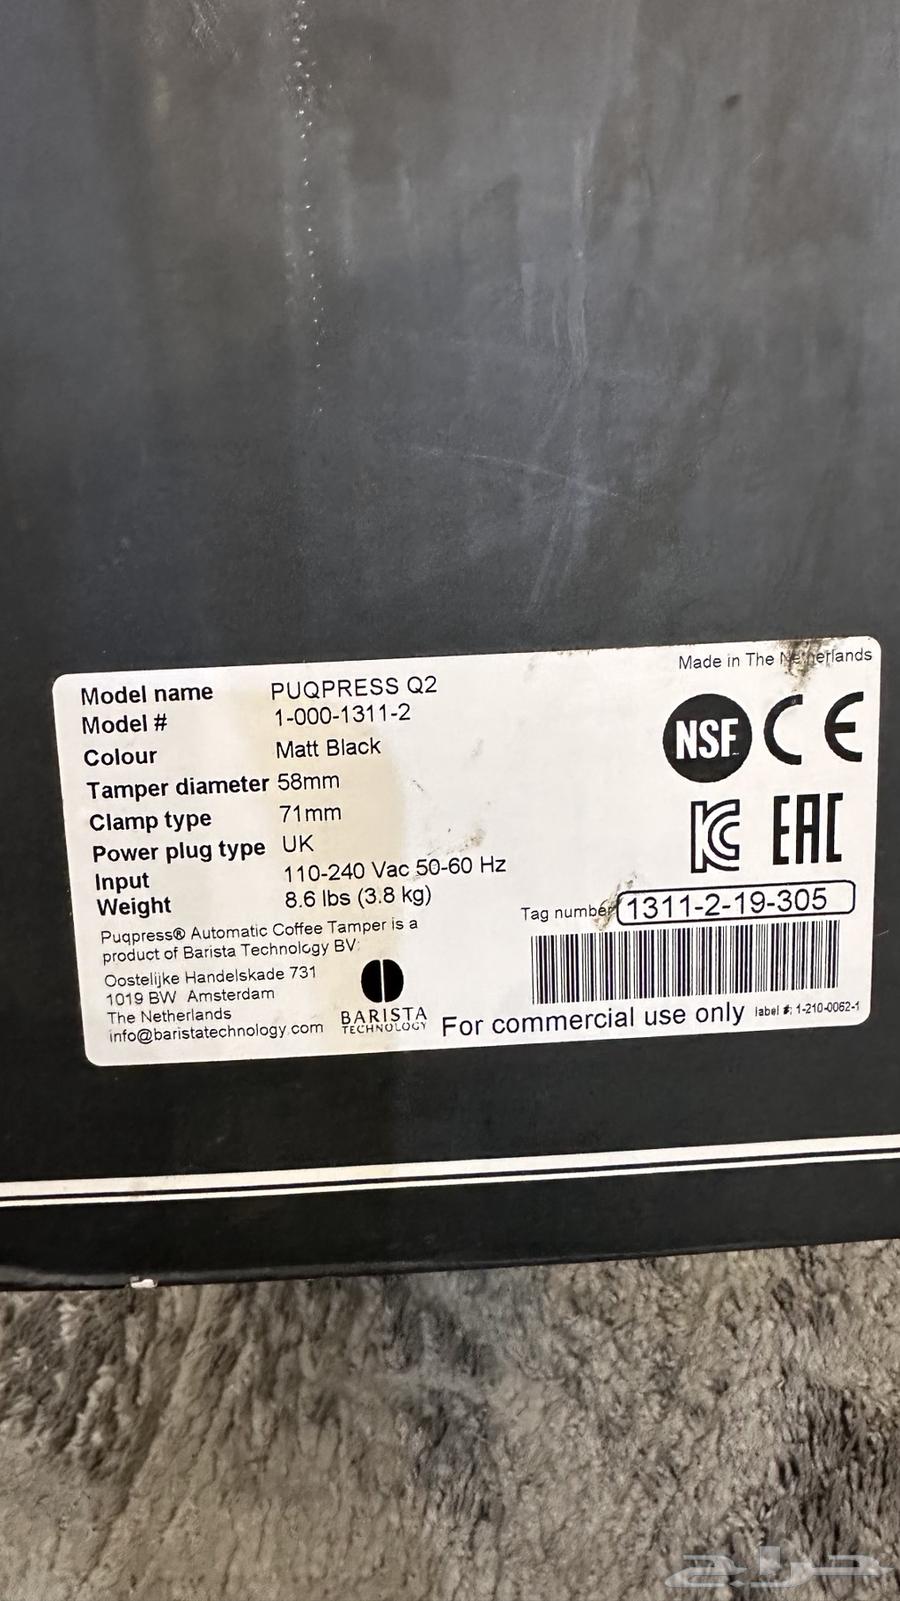 Made in The Netherlands
Model name PUQPRESS Q2
Model # 1-000-1311-2
Colour Matt Black
Tamper diameter 58mm
Clamp type 71mm
Power plug type UK
Input 110-240 Vac 50-60 Hz
Weight 8.6 lbs (3.8 kg)
NSF CE
KC EAC
Tag number 1311-2-19-305
Puqpress® Automatic Coffee Tamper is a
product of Barista Technology BV:
Oostelijke Handelskade 731
1019 BW Amsterdam
The Netherlands
info@baristatechnology.com
BARISTA
TECHNOLOGY
For commercial use only
label #: 1-210-0062-1
حراج